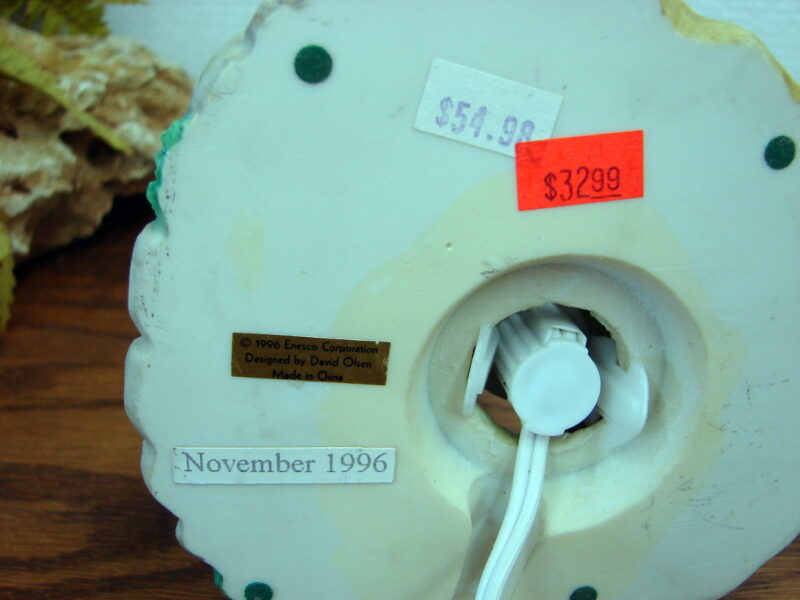 $54.98
$32.99
© 1996 Enesco Corporation
Designed by David Olsen
Made in China
November 1996